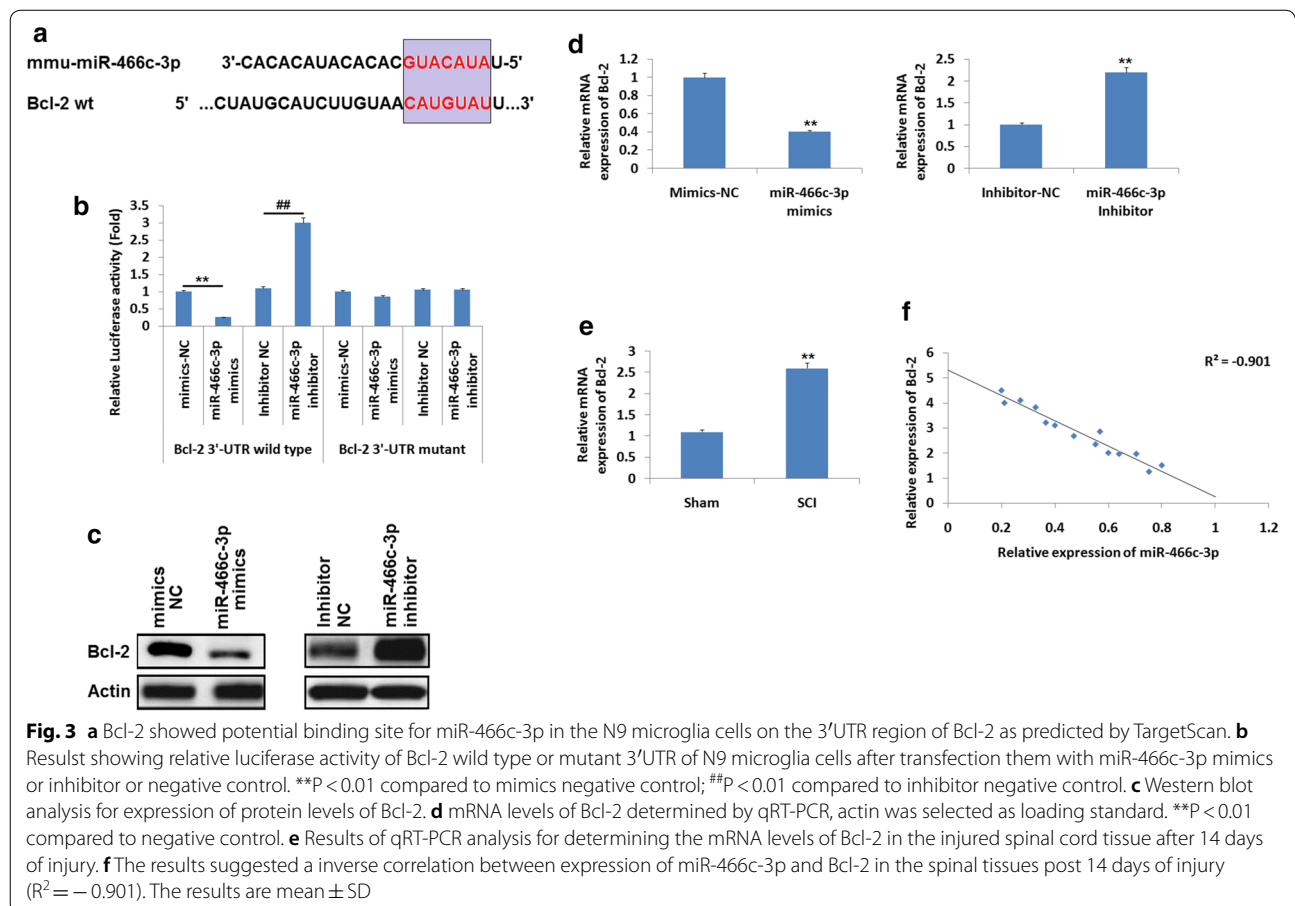 a
mmu-miR-466c-3p 3'-CACACAUACACACGUACAUAU-5'
Bcl-2 wt 5' ...CUAUGCAUCUUGUAACAUGUAUU...3'
b
Relative Luciferase activity (Fold)
3.5
3
2.5
2
1.5
1
0.5
0
**
##
mimics-NC
miR-466c-3p mimics
Inhibitor NC
miR-466c-3p inhibitor
mimics-NC
miR-466c-3p mimics
Inhibitor NC
miR-466c-3p inhibitor
Bcl-2 3'-UTR wild type
Bcl-2 3'-UTR mutant
c
mimics NC
miR-466c-3p mimics
Inhibitor NC
miR-466c-3p inhibitor
Bcl-2
Actin
d
Relative mRNA expression of Bcl-2
1.2
1
0.8
0.6
0.4
0.2
0
**
Mimics-NC
miR-466c-3p mimics
Relative mRNA expression of Bcl-2
2.5
2
1.5
1
0.5
0
**
Inhibitor-NC
miR-466c-3p Inhibitor
e
Relative mRNA expression of Bcl-2
3
2.5
2
1.5
1
0.5
0
**
Sham
SCI
f
Relative expression of Bcl-2
6
5
4
3
2
1
0
R² = -0.901
0 0.2 0.4 0.6 0.8 1 1.2
Relative expression of miR-466c-3p
Fig. 3 a Bcl-2 showed potential binding site for miR-466c-3p in the N9 microglia cells on the 3′UTR region of Bcl-2 as predicted by TargetScan. b
Resulst showing relative luciferase activity of Bcl-2 wild type or mutant 3′UTR of N9 microglia cells after transfection them with miR-466c-3p mimics
or inhibitor or negative control. **P < 0.01 compared to mimics negative control; ##P < 0.01 compared to inhibitor negative control. c Western blot
analysis for expression of protein levels of Bcl-2. d mRNA levels of Bcl-2 determined by qRT-PCR, actin was selected as loading standard. **P < 0.01
compared to negative control. e Results of qRT-PCR analysis for determining the mRNA levels of Bcl-2 in the injured spinal cord tissue after 14 days
of injury. f The results suggested a inverse correlation between expression of miR-466c-3p and Bcl-2 in the spinal tissues post 14 days of injury
(R² = − 0.901). The results are mean ± SD